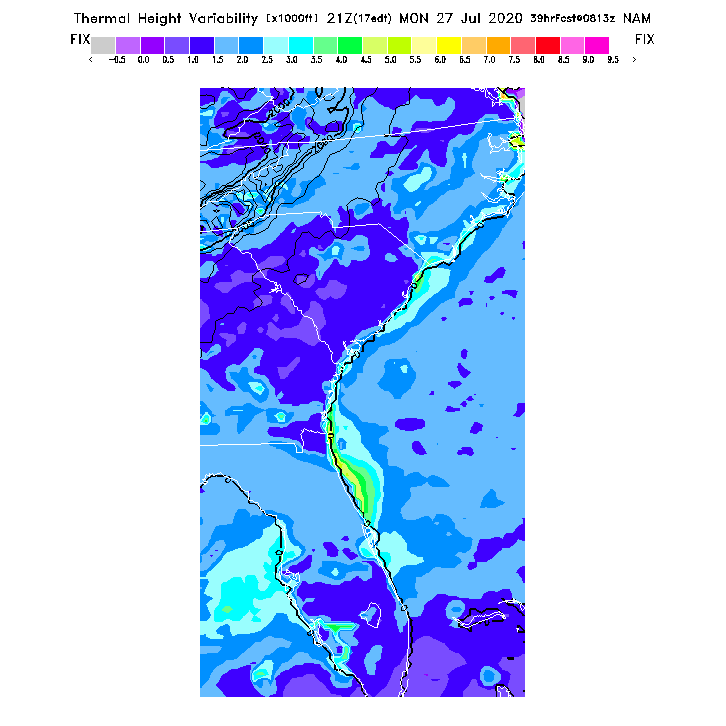 Thermal Height Variability [x1000ft] 21Z(17edt) MON 27 Jul 2020 39hrFcst@0813z NAM
FIX FIX
< -0.5 0.0 0.5 1.0 1.5 2.0 2.5 3.0 3.5 4.0 4.5 5.0 5.5 6.0 6.5 7.0 7.5 8.0 8.5 9.0 9.5 >